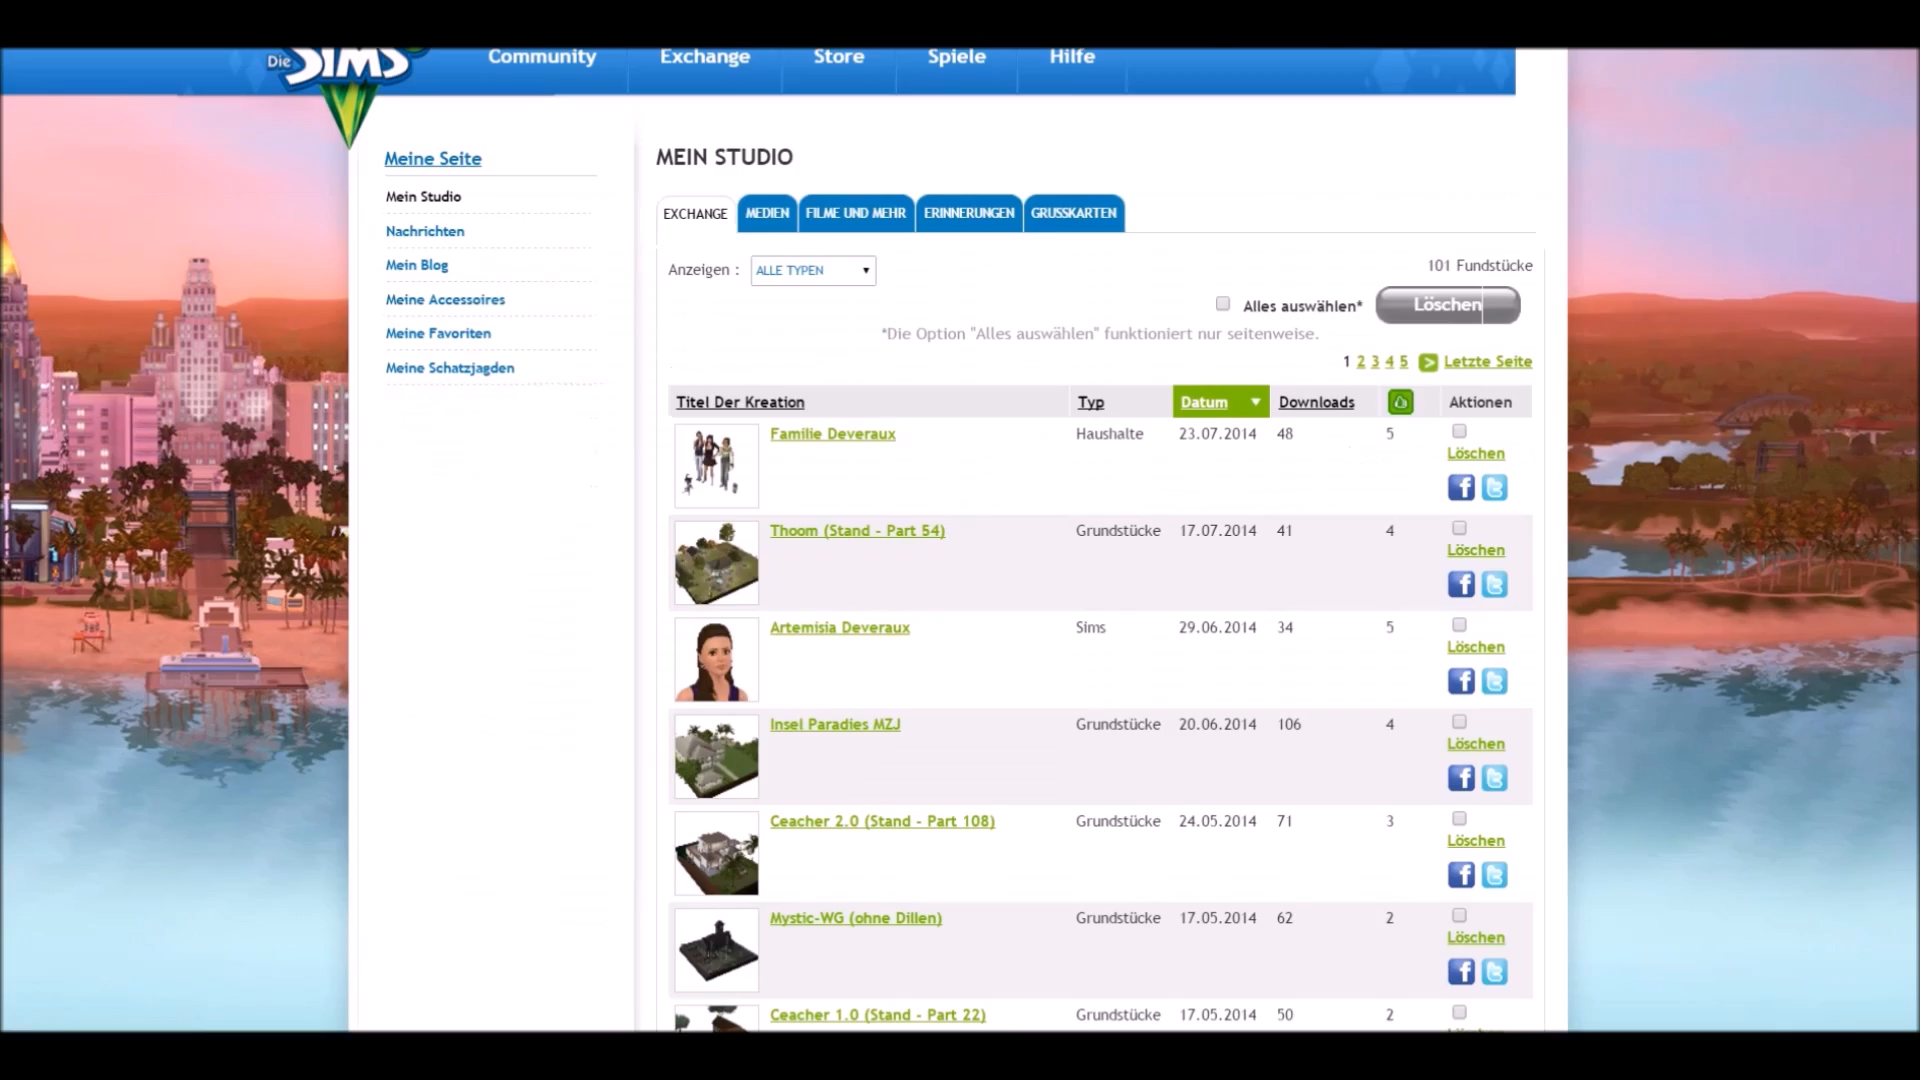 Die SIMS
Community Exchange Store Spiele Hilfe
Meine Seite
Mein Studio
Nachrichten
Mein Blog
Meine Accessoires
Meine Favoriten
Meine Schatzjagden
MEIN STUDIO
EXCHANGE MEDIEN FILME UND MEHR ERINNERUNGEN GRUSSKARTEN
Anzeigen : ALLE TYPEN
101 Fundstücke
Alles auswählen* Löschen
*Die Option "Alles auswählen" funktioniert nur seitenweise.
1 2 3 4 5 > Letzte Seite
Titel Der Kreation Typ Datum Downloads Aktionen
Familie Deveraux Haushalte 23.07.2014 48 5
Löschen
Thoom (Stand - Part 54) Grundstücke 17.07.2014 41 4
Löschen
Artemisia Deveraux Sims 29.06.2014 34 5
Löschen
Insel Paradies MZJ Grundstücke 20.06.2014 106 4
Löschen
Ceacher 2.0 (Stand - Part 108) Grundstücke 24.05.2014 71 3
Löschen
Mystic-WG (ohne Dillen) Grundstücke 17.05.2014 62 2
Löschen
Ceacher 1.0 (Stand - Part 22) Grundstücke 17.05.2014 50 2